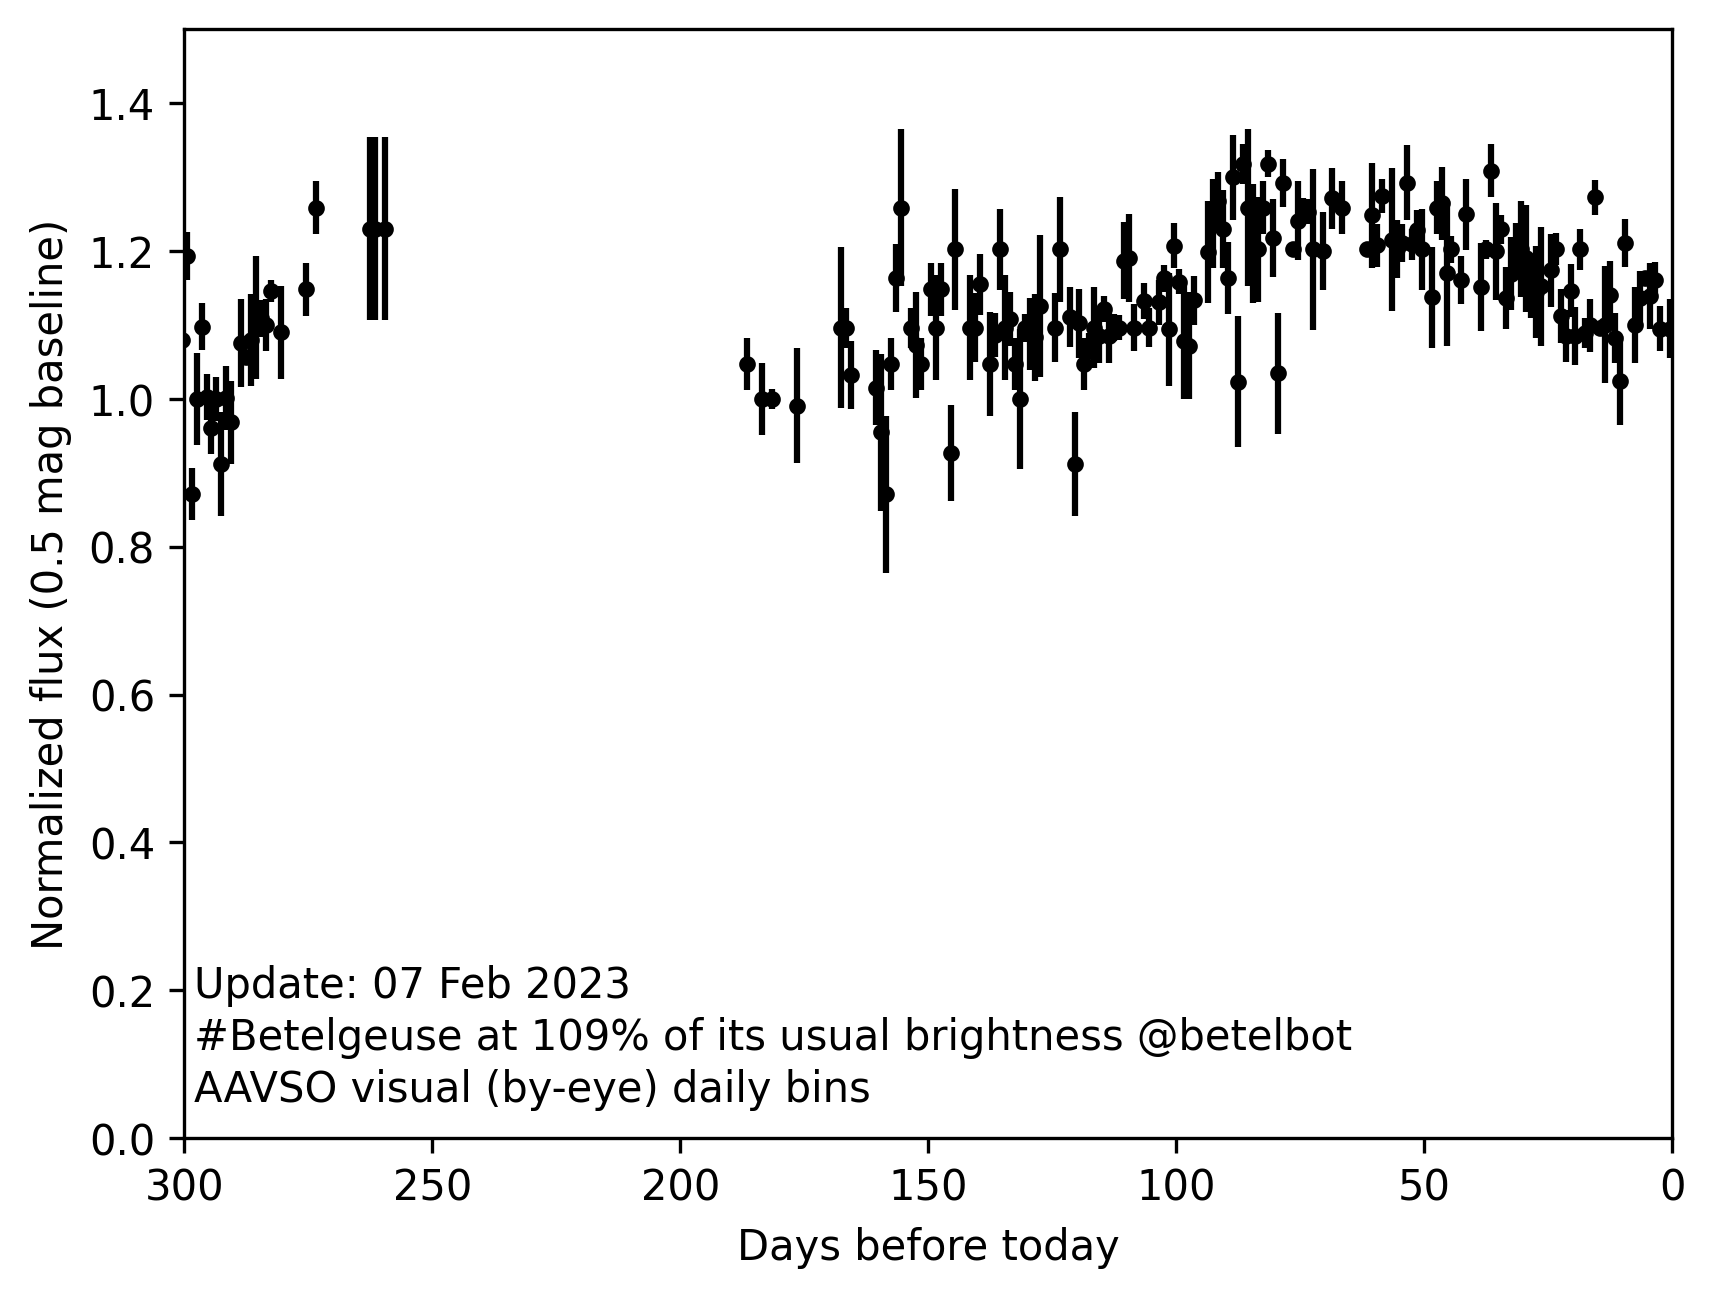 1.4
1.2
1.0
0.8
0.6
0.4
0.2
0.0
Normalized flux (0.5 mag baseline)
Update: 07 Feb 2023
#Betelgeuse at 109% of its usual brightness @betelbot
AAVSO visual (by-eye) daily bins
300 250 200 150 100 50 0
Days before today